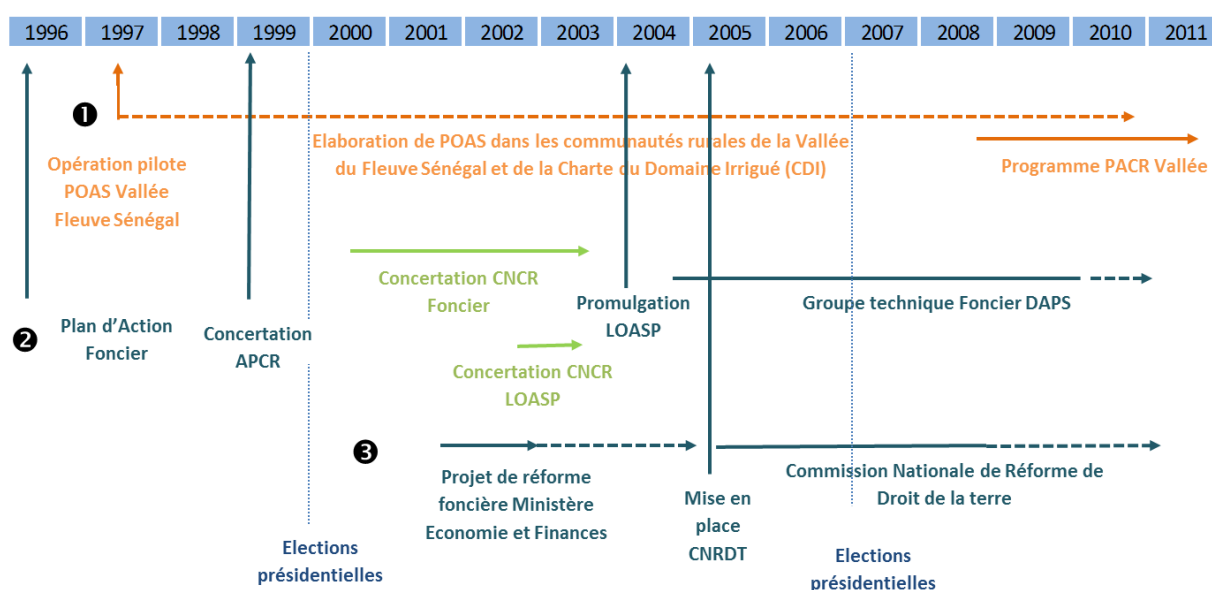 1996 1997 1998 1999 2000 2001 2002 2003 2004 2005 2006 2007 2008 2009 2010 2011
❶
Opération pilote
POAS Vallée
Fleuve Sénégal
Elaboration de POAS dans les communautés rurales de la Vallée
du Fleuve Sénégal et de la Charte du Domaine Irrigué (CDI)
Programme PACR Vallée
Concertation CNCR
Foncier
❷
Plan d’Action
Foncier
Concertation
APCR
Promulgation
LOASP
Groupe technique Foncier DAPS
Concertation CNCR
LOASP
❸
Projet de réforme
foncière Ministère
Economie et Finances
Mise en
place
CNRDT
Commission Nationale de Réforme de
Droit de la terre
Elections
présidentielles
Elections
présidentielles